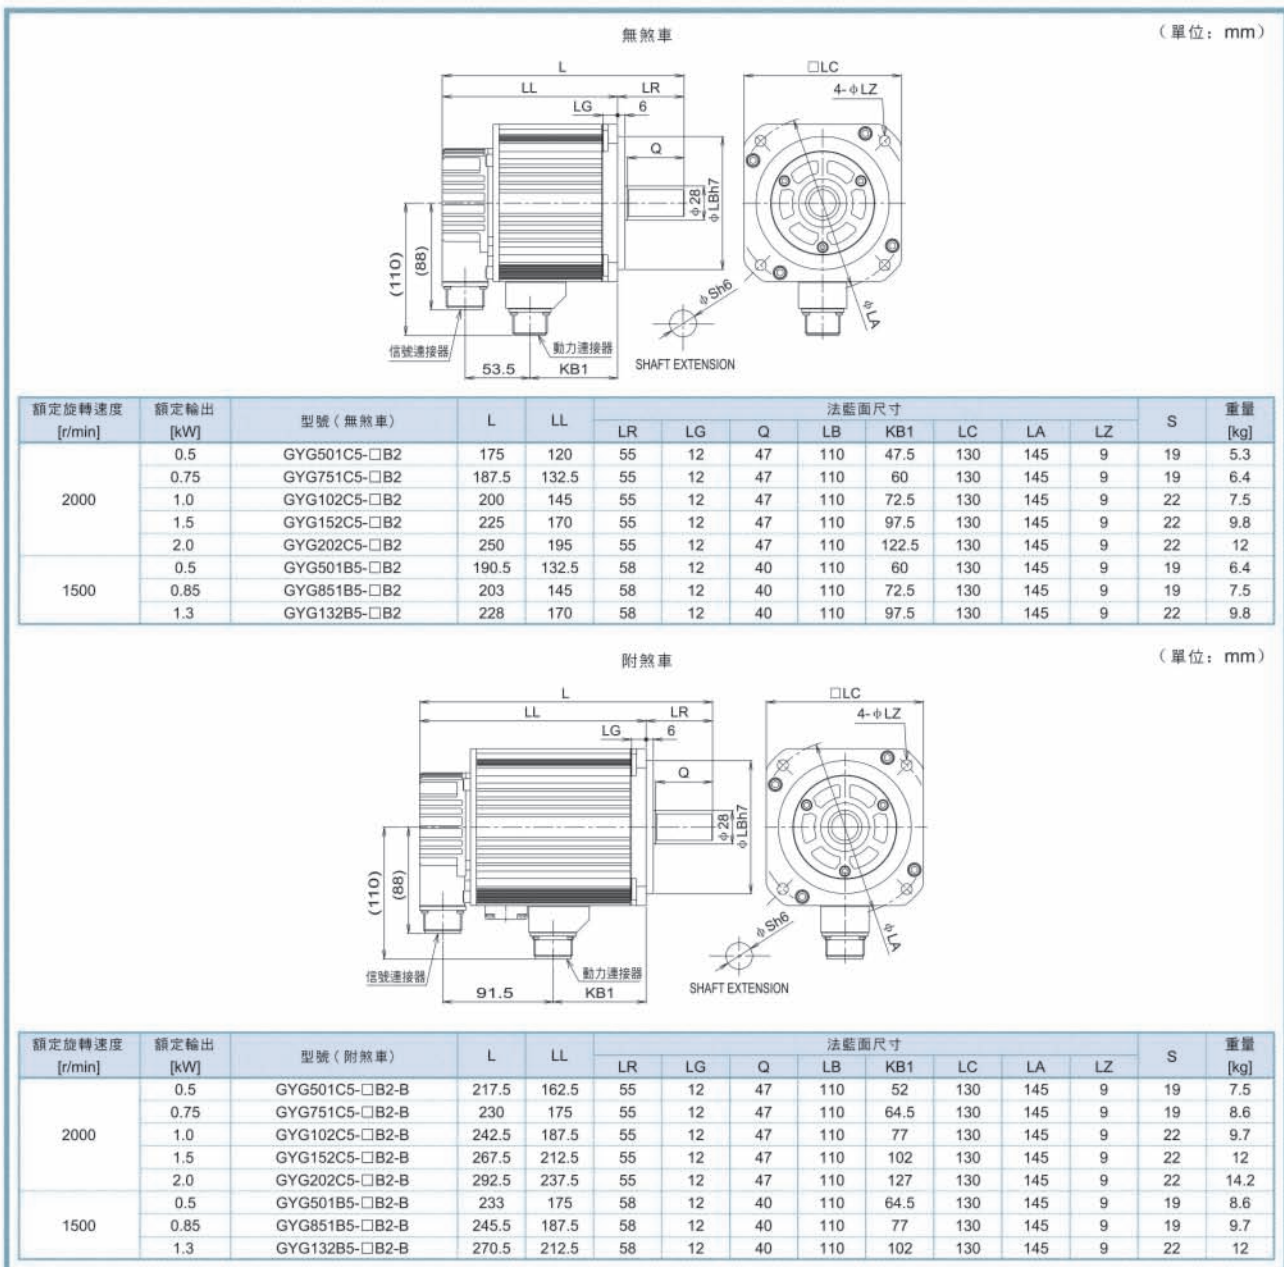 無煞車
（單位：mm）
L
□LC
LL
LR
4-φLZ
LG
6
Q
φ28
φLBh7
(110)
(88)
φSh6
φLA
信號連接器
動力連接器
SHAFT EXTENSION
53.5
KB1
額定旋轉速度 額定輸出 型號（無煞車） L LL 法藍面尺寸 S 重量
[r/min] [kW] LR LG Q LB KB1 LC LA LZ [kg]
0.5 GYG501C5-□B2 175 120 55 12 47 110 47.5 130 145 9 19 5.3
0.75 GYG751C5-□B2 187.5 132.5 55 12 47 110 60 130 145 9 19 6.4
2000 1.0 GYG102C5-□B2 200 145 55 12 47 110 72.5 130 145 9 22 7.5
1.5 GYG152C5-□B2 225 170 55 12 47 110 97.5 130 145 9 22 9.8
2.0 GYG202C5-□B2 250 195 55 12 47 110 122.5 130 145 9 22 12
0.5 GYG501B5-□B2 190.5 132.5 58 12 40 110 60 130 145 9 19 6.4
1500 0.85 GYG851B5-□B2 203 145 58 12 40 110 72.5 130 145 9 19 7.5
1.3 GYG132B5-□B2 228 170 58 12 40 110 97.5 130 145 9 22 9.8
附煞車
（單位：mm）
L
□LC
LL
LR
4-φLZ
LG
6
Q
φ28
φLBh7
(110)
(88)
φSh6
φLA
信號連接器
動力連接器
SHAFT EXTENSION
91.5
KB1
額定旋轉速度 額定輸出 型號（附煞車） L LL 法藍面尺寸 S 重量
[r/min] [kW] LR LG Q LB KB1 LC LA LZ [kg]
0.5 GYG501C5-□B2-B 217.5 162.5 55 12 47 110 52 130 145 9 19 7.5
0.75 GYG751C5-□B2-B 230 175 55 12 47 110 64.5 130 145 9 19 8.6
2000 1.0 GYG102C5-□B2-B 242.5 187.5 55 12 47 110 77 130 145 9 22 9.7
1.5 GYG152C5-□B2-B 267.5 212.5 55 12 47 110 102 130 145 9 22 12
2.0 GYG202C5-□B2-B 292.5 237.5 55 12 47 110 127 130 145 9 22 14.2
0.5 GYG501B5-□B2-B 233 175 58 12 40 110 64.5 130 145 9 19 8.6
1500 0.85 GYG851B5-□B2-B 245.5 187.5 58 12 40 110 77 130 145 9 19 9.7
1.3 GYG132B5-□B2-B 270.5 212.5 58 12 40 110 102 130 145 9 22 12